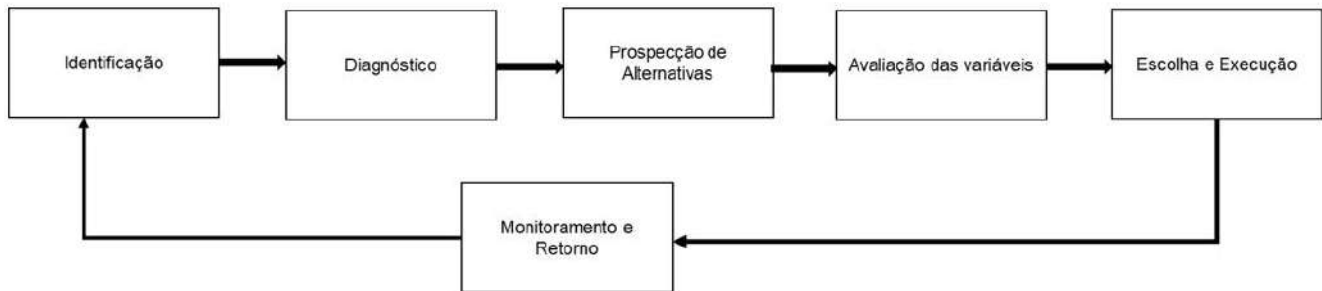 Identificação
Diagnóstico
Prospecção de
Alternativas
Avaliação das variáveis
Escolha e Execução
Monitoramento e
Retorno